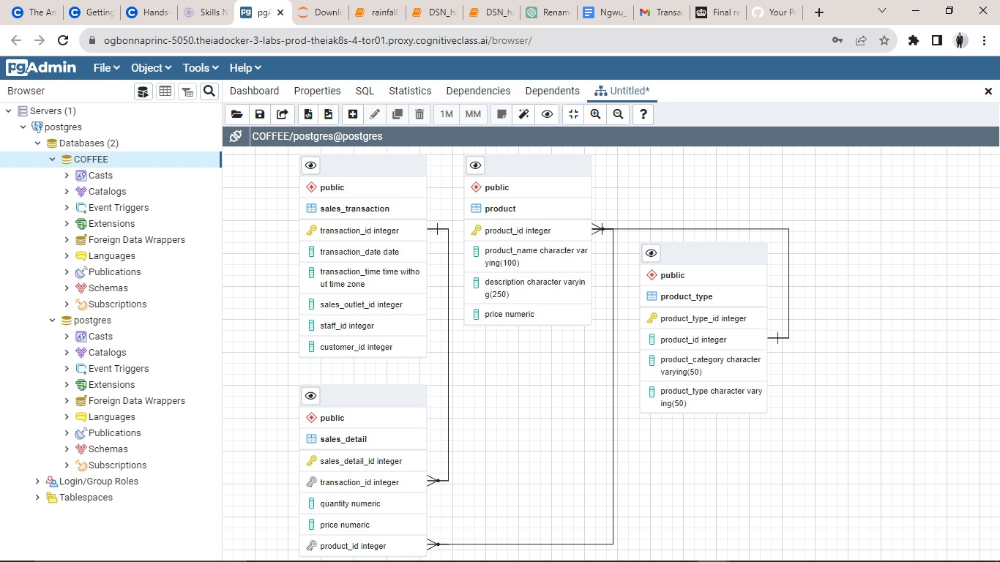 The Am
Getting
Hands-
Skills N
pgA
Downlo
rainfall
DSN_ha
DSN_ha
Renami
Ngwu_
Transac
Final re
Your Pe
ogbonnaprinc-5050.theiadocker-3-labs-prod-theiak8s-4-tor01.proxy.cognitiveclass.ai/browser/
pgAdmin
File
Object
Tools
Help
Browser
Dashboard
Properties
SQL
Statistics
Dependencies
Dependents
Untitled*
1M
MM
?
COFFEE/postgres@postgres
Servers (1)
postgres
Databases (2)
COFFEE
Casts
Catalogs
Event Triggers
Extensions
Foreign Data Wrappers
Languages
Publications
Schemas
Subscriptions
postgres
Casts
Catalogs
Event Triggers
Extensions
Foreign Data Wrappers
Languages
Publications
Schemas
Subscriptions
Login/Group Roles
Tablespaces
public
sales_transaction
transaction_id integer
transaction_date date
transaction_time time witho
ut time zone
sales_outlet_id integer
staff_id integer
customer_id integer
public
product
product_id integer
product_name character var
ying(100)
description character varyin
g(250)
price numeric
public
product_type
product_type_id integer
product_id integer
product_category character
varying(50)
product_type character vary
ing(50)
public
sales_detail
sales_detail_id integer
transaction_id integer
quantity numeric
price numeric
product_id integer